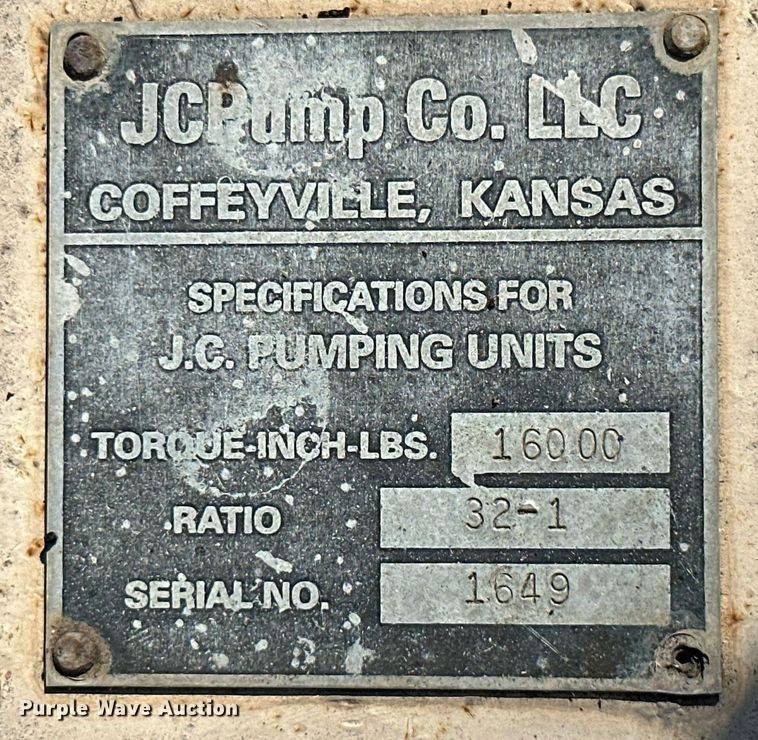 JCPump Co. LLC
COFFEYVILLE, KANSAS
SPECIFICATIONS FOR
J.C. PUMPING UNITS
TORQUE-INCH-LBS. 16000
RATIO 32-1
SERIAL NO. 1649
Purple Wave Auction